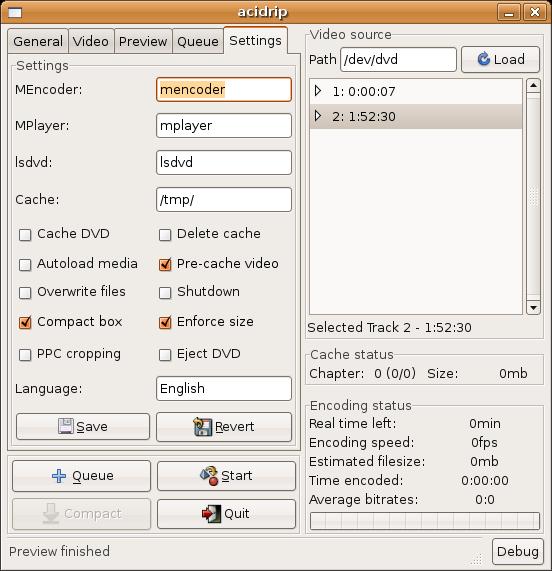 acidrip
General Video Preview Queue Settings
Settings
MEncoder: mencoder
MPlayer: mplayer
lsdvd: lsdvd
Cache: /tmp/
Cache DVD Delete cache
Autoload media Pre-cache video
Overwrite files Shutdown
Compact box Enforce size
PPC cropping Eject DVD
Language: English
Save Revert
Queue Start
Compact Quit
Video source
Path /dev/dvd Load
1: 0:00:07
2: 1:52:30
Selected Track 2 - 1:52:30
Cache status
Chapter: 0 (0/0) Size: 0mb
Encoding status
Real time left: 0min
Encoding speed: 0fps
Estimated filesize: 0mb
Time encoded: 0:00:00
Average bitrates: 0:0
Preview finished Debug